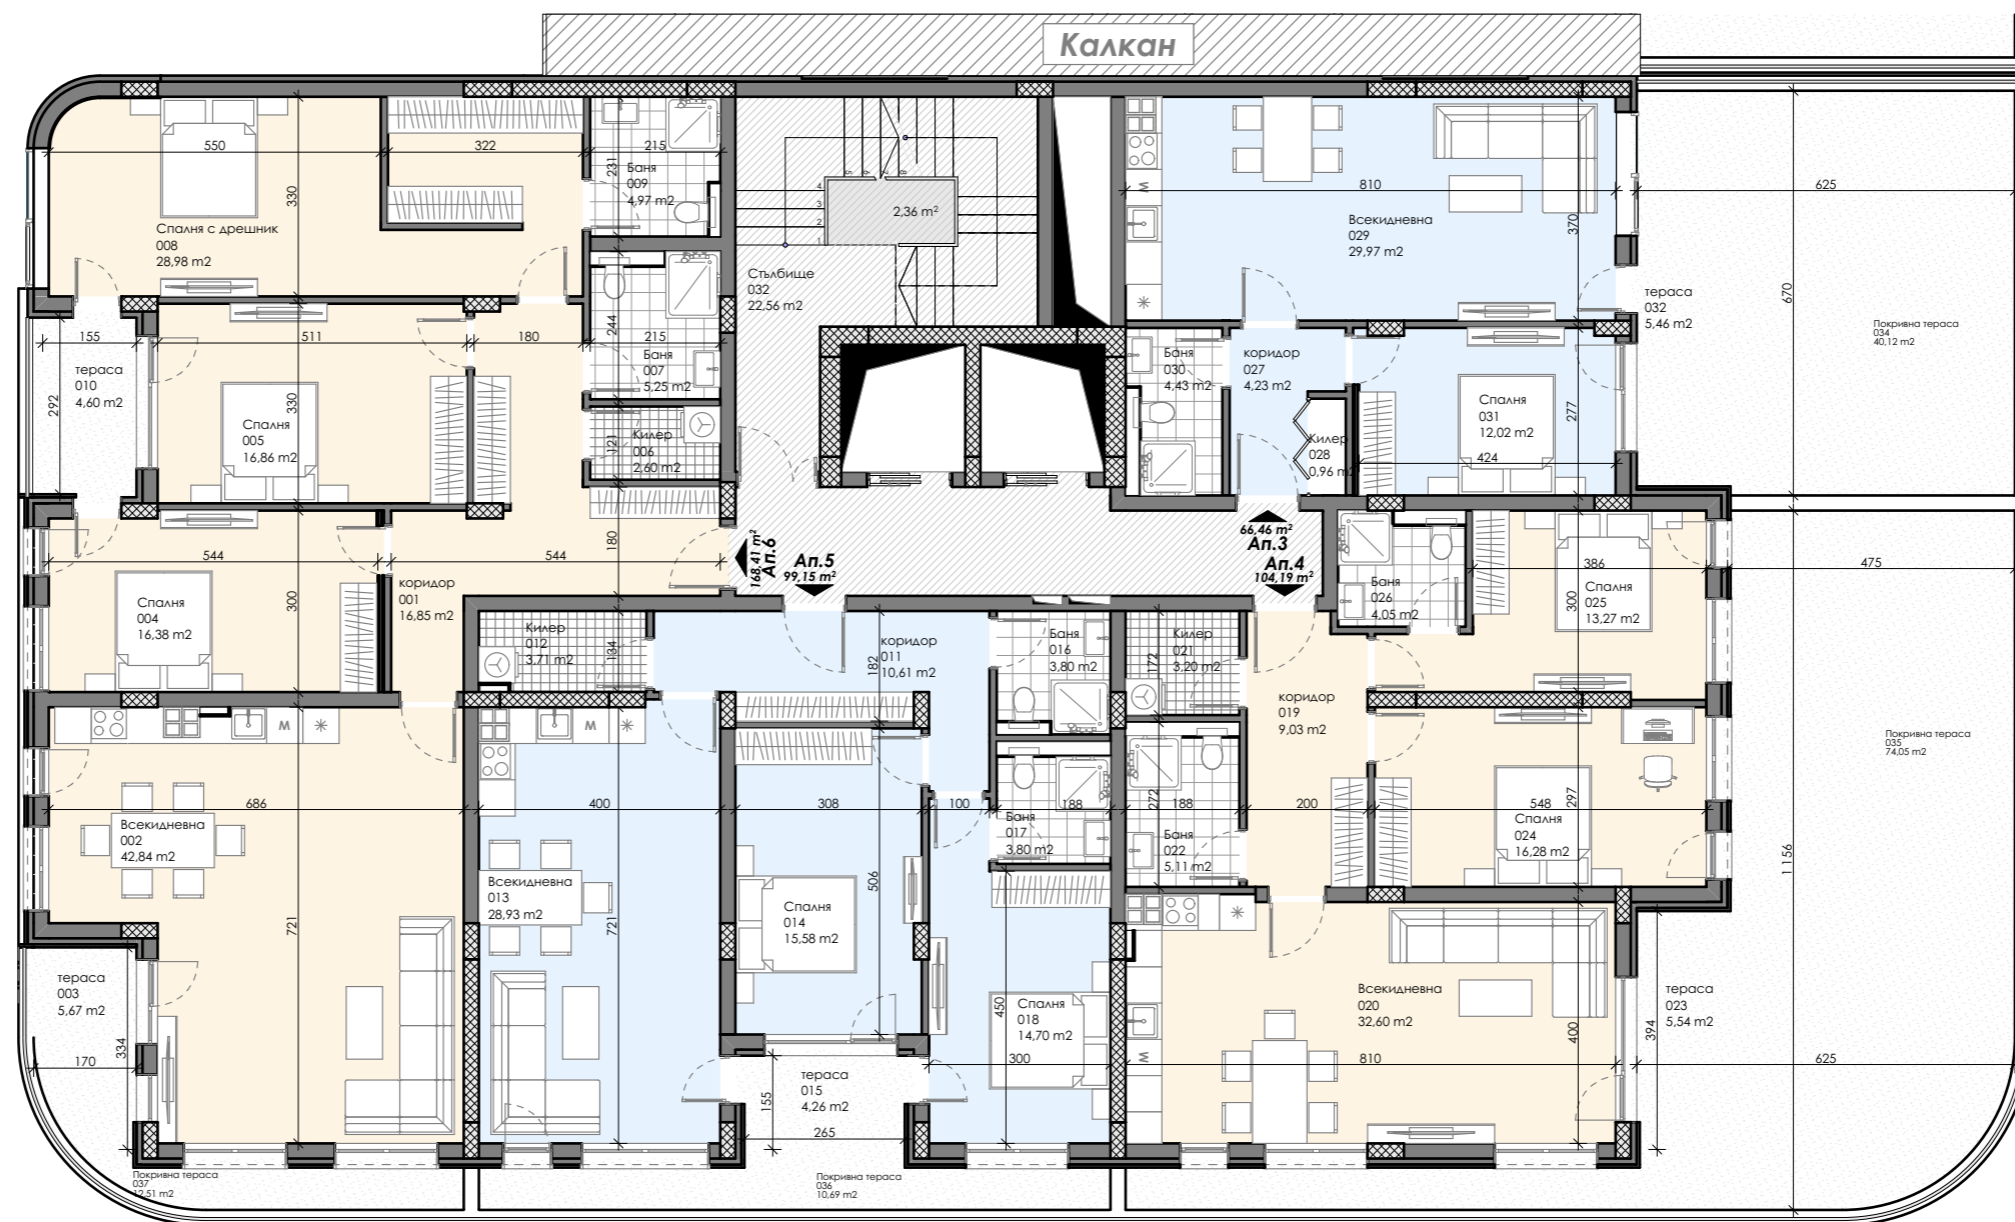 Калкан
550
322
215
231
Баня
009
4,97 m2
330
Спалня с дрешник
008
28,98 m2
4
3
2
1
5
6
7
8
2,36 m²
Стълбище
032
22,56 m2
810
370
Всекидневна
029
29,97 m2
M
625
670
тераса
032
5,46 m2
Покривна тераса
034
40,12 m2
155
511
180
244
215
Баня
007
5,25 m2
тераса
010
4,60 m2
292
330
Спалня
005
16,86 m2
121
Килер
006
2,60 m2
Баня
030
4,43 m2
коридор
027
4,23 m2
Килер
028
0,96 m2
Спалня
031
12,02 m2
277
424
544
544
180
168,41 m²
Ап.6
Ап.5
99,15 m²
66,46 m²
Ап.3
Ап.4
104,19 m²
300
Спалня
004
16,38 m2
коридор
001
16,85 m2
Баня
026
4,05 m2
386
300
Спалня
025
13,27 m2
475
Килер
012
3,71 m2
134
182
коридор
011
10,61 m2
Баня
016
3,80 m2
172
Килер
021
3,20 m2
коридор
019
9,03 m2
M
M
Покривна тераса
035
74,05 m2
686
400
308
100
188
272
188
200
548
297
Всекидневна
002
42,84 m2
Баня
017
3,80 m2
Баня
022
5,11 m2
Спалня
024
16,28 m2
1156
Всекидневна
013
28,93 m2
506
Спалня
014
15,58 m2
721
721
тераса
003
5,67 m2
334
170
450
Спалня
018
14,70 m2
300
Всекидневна
020
32,60 m2
400
810
M
тераса
023
5,54 m2
394
625
тераса
015
4,26 m2
155
265
Покривна тераса
037
12,51 m2
Покривна тераса
036
10,69 m2